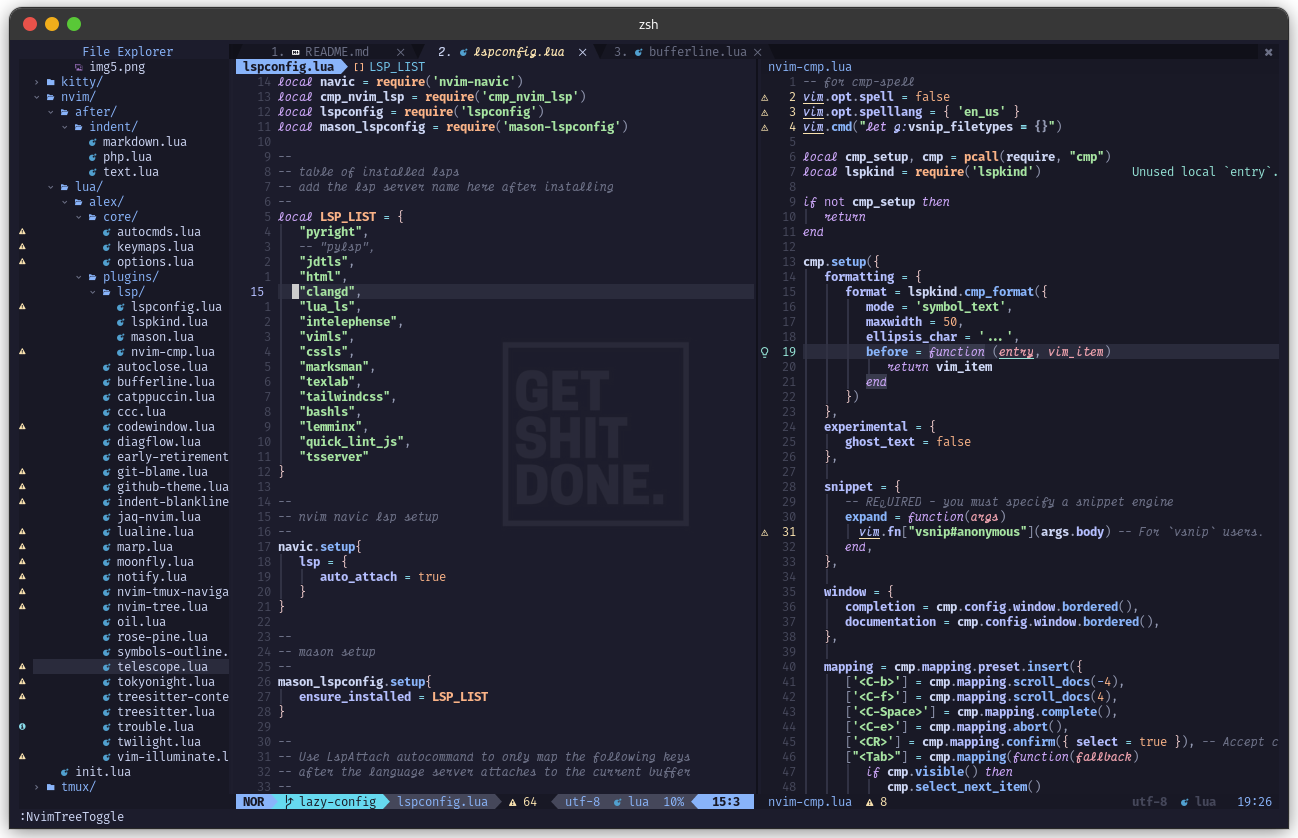 zsh
File Explorer
img5.png
kitty/
nvim/
after/
indent/
markdown.lua
php.lua
text.lua
lua/
alex/
core/
autocmds.lua
keymaps.lua
options.lua
plugins/
lsp/
lspconfig.lua
lspkind.lua
mason.lua
nvim-cmp.lua
autoclose.lua
bufferline.lua
catppuccin.lua
ccc.lua
codewindow.lua
diagflow.lua
early-retirement
git-blame.lua
github-theme.lua
indent-blankline
jaq-nvim.lua
lualine.lua
marp.lua
moonfly.lua
notify.lua
nvim-tmux-naviga
nvim-tree.lua
oil.lua
rose-pine.lua
symbols-outline.
telescope.lua
tokyonight.lua
treesitter-conte
treesitter.lua
trouble.lua
twilight.lua
vim-illuminate.l
init.lua
tmux/
1. README.md × 2. lspconfig.lua × 3. bufferline.lua ×
lspconfig.lua [] LSP_LIST
14 local navic = require('nvim-navic')
13 local cmp_nvim_lsp = require('cmp_nvim_lsp')
12 local lspconfig = require('lspconfig')
11 local mason_lspconfig = require('mason-lspconfig')
10
9 --
8 -- table of installed lsps
7 -- add the lsp server name here after installing
6 --
5 local LSP_LIST = {
4 "pyright",
3 -- "pylsp",
2 "jdtls",
1 "html",
15 "clangd",
1 "lua_ls",
2 "intelephense",
3 "vimls",
4 "cssls",
5 "marksman",
6 "texlab",
7 "tailwindcss",
8 "bashls",
9 "lemminx",
10 "quick_lint_js",
11 "tsserver"
12 }
13
14 --
15 -- nvim navic lsp setup
16 --
17 navic.setup{
18 lsp = {
19 auto_attach = true
20 }
21 }
22
23 --
24 -- mason setup
25 --
26 mason_lspconfig.setup{
27 ensure_installed = LSP_LIST
28 }
29
30 --
31 -- Use LspAttach autocommand to only map the following keys
32 -- after the language server attaches to the current buffer
33 --
GET
SHIT
DONE.
NOR lazy-config lspconfig.lua 64 utf-8 lua 10% 15:3
nvim-cmp.lua
1 -- for cmp-spell
2 vim.opt.spell = false
3 vim.opt.spelllang = { 'en_us' }
4 vim.cmd("let g:vsnip_filetypes = {}")
5
6 local cmp_setup, cmp = pcall(require, "cmp")
7 local lspkind = require('lspkind') Unused local `entry`.
8
9 if not cmp_setup then
10 return
11 end
12
13 cmp.setup({
14 formatting = {
15 format = lspkind.cmp_format({
16 mode = 'symbol_text',
17 maxwidth = 50,
18 ellipsis_char = '...',
19 before = function (entry, vim_item)
20 return vim_item
21 end
22 })
23 },
24 experimental = {
25 ghost_text = false
26 },
27
28 snippet = {
29 -- REQUIRED - you must specify a snippet engine
30 expand = function(args)
31 vim.fn["vsnip#anonymous"](args.body) -- For `vsnip` users.
32 end,
33 },
34
35 window = {
36 completion = cmp.config.window.bordered(),
37 documentation = cmp.config.window.bordered(),
38 },
39
40 mapping = cmp.mapping.preset.insert({
41 ['<C-b>'] = cmp.mapping.scroll_docs(-4),
42 ['<C-f>'] = cmp.mapping.scroll_docs(4),
43 ['<C-Space>'] = cmp.mapping.complete(),
44 ['<C-e>'] = cmp.mapping.abort(),
45 ['<CR>'] = cmp.mapping.confirm({ select = true }), -- Accept c
46 ["<Tab>"] = cmp.mapping(function(fallback)
47 if cmp.visible() then
48 cmp.select_next_item()
nvim-cmp.lua 8 utf-8 lua 19:26
:NvimTreeToggle